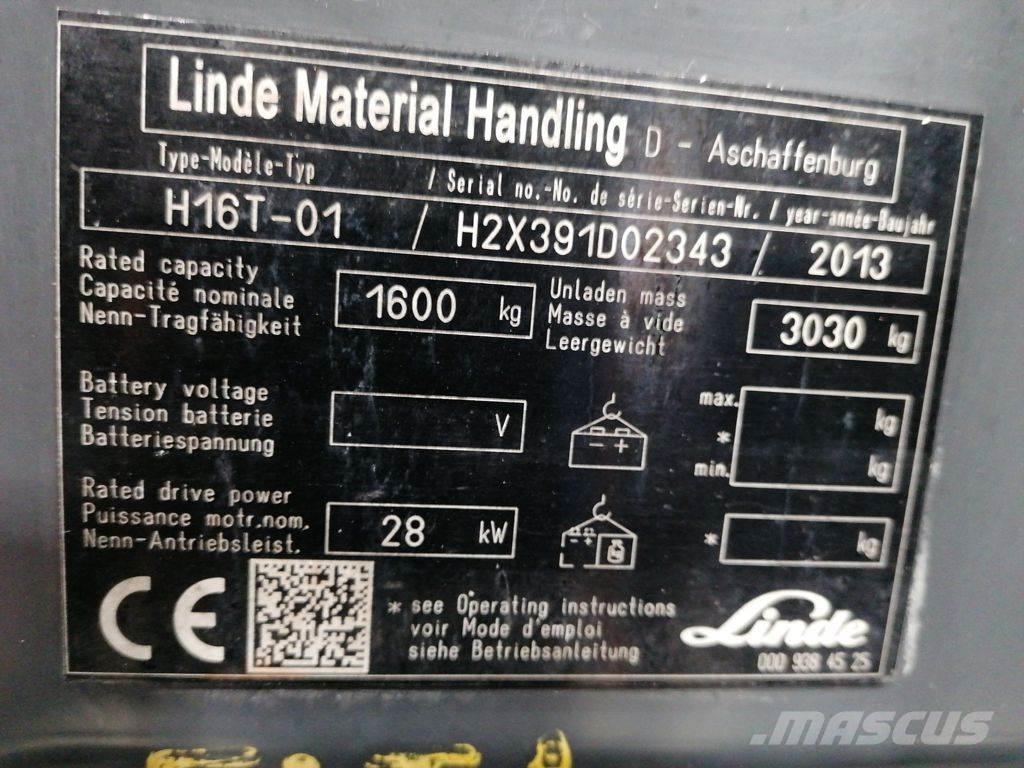 Linde Material Handling D - Aschaffenburg
Type-Modèle-Typ / Serial no.-No. de série-Serien-Nr. / year-année-Baujahr
H16T-01 / H2X391D02343 / 2013
Rated capacity
Capacité nominale
Nenn-Tragfähigkeit
1600 kg
Unladen mass
Masse à vide
Leergewicht
3030 kg
Battery voltage
Tension batterie
Batteriespannung
V
- +
max. kg
*
min. kg
Rated drive power
Puissance motr.nom.
Nenn-Antriebsleist.
28 kW
- +
* kg
CE
* see Operating instructions
voir Mode d'emploi
siehe Betriebsanleitung
Linde
000 938 45 25
MASCUS